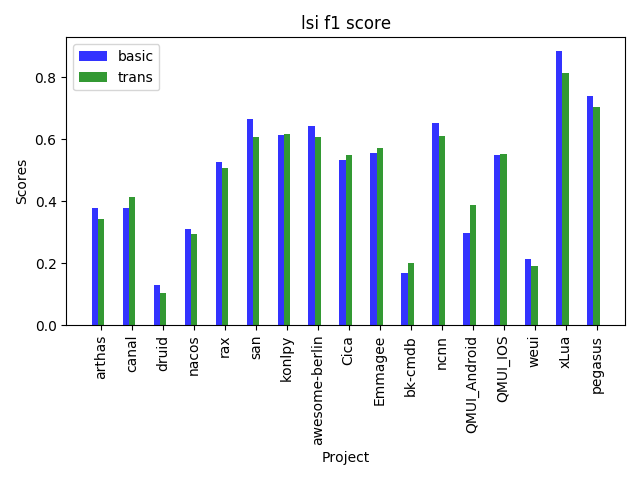 lsi f1 score
basic
trans
Scores
0.8
0.6
0.4
0.2
0.0
arthas
canal
druid
nacos
rax
san
konlpy
awesome-berlin
Cica
Emmagee
bk-cmdb
ncnn
QMUI_Android
QMUI_IOS
weui
xLua
pegasus
Project